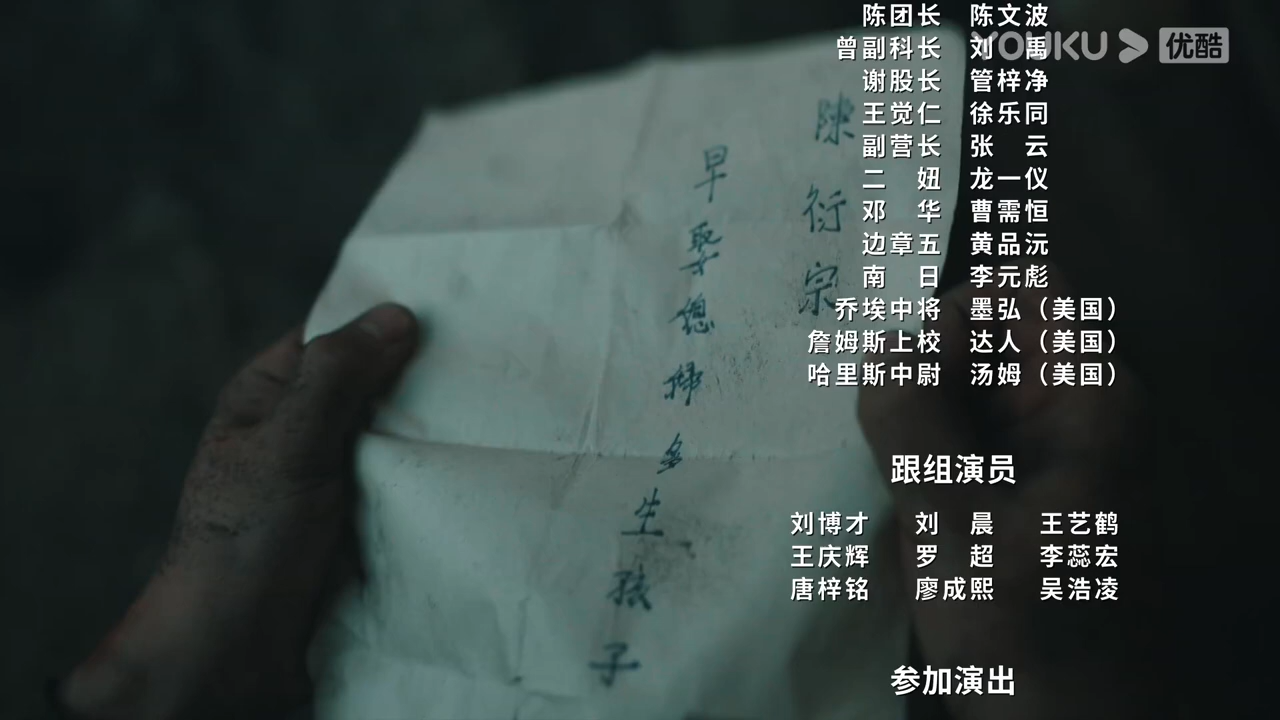 陈团长 陈文波
YOUKU 优酷
曾副科长 刘 禹
谢股长 管梓净
王觉仁 徐乐同
副营长 张 云
二 妞 龙一仪
邓 华 曹需恒
边章五 黄品沅
南 日 李元彪
乔埃中将 墨弘（美国）
詹姆斯上校 达人（美国）
哈里斯中尉 汤姆（美国）
跟组演员
刘博才 刘 晨 王艺鹤
王庆辉 罗 超 李蕊宏
唐梓铭 廖成熙 吴浩凌
参加演出
陳衍宗
早娶媳婦多生孩子